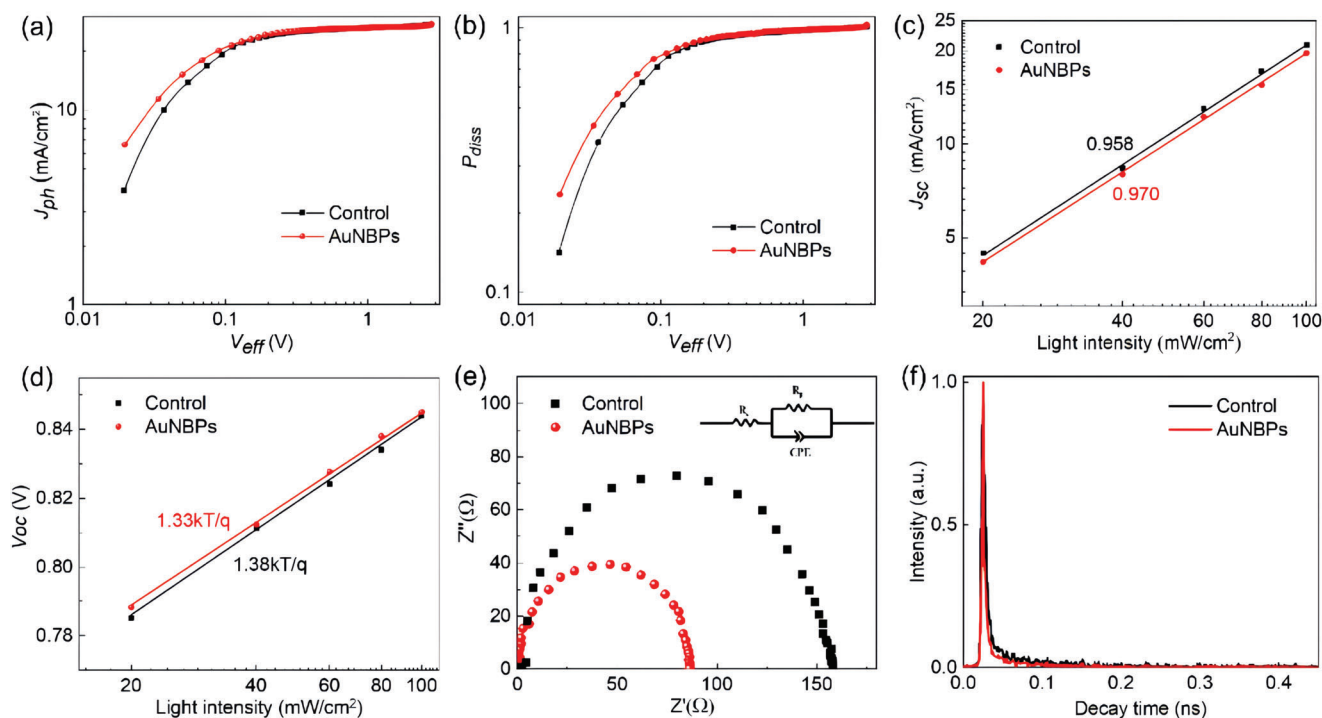 (a)
J_ph (mA/cm²)
10
1
0.01
0.1
1
V_eff (V)
Control
AuNBPs
(b)
P_diss
1
0.1
0.01
0.1
1
V_eff (V)
Control
AuNBPs
(c)
J_sc (mA/cm²)
25
20
15
10
5
20
40
60
80
100
Light intensity (mW/cm²)
Control
AuNBPs
0.958
0.970
(d)
Voc (V)
0.84
0.82
0.80
0.78
20
40
60
80
100
Light intensity (mW/cm²)
Control
AuNBPs
1.33kT/q
1.38kT/q
(e)
Z''(Ω)
100
80
60
40
20
0
0
50
100
150
Z'(Ω)
Control
AuNBPs
CPE
(f)
Intensity (a.u.)
1.0
0.5
0.0
0.0
0.1
0.2
0.3
0.4
Decay time (ns)
Control
AuNBPs